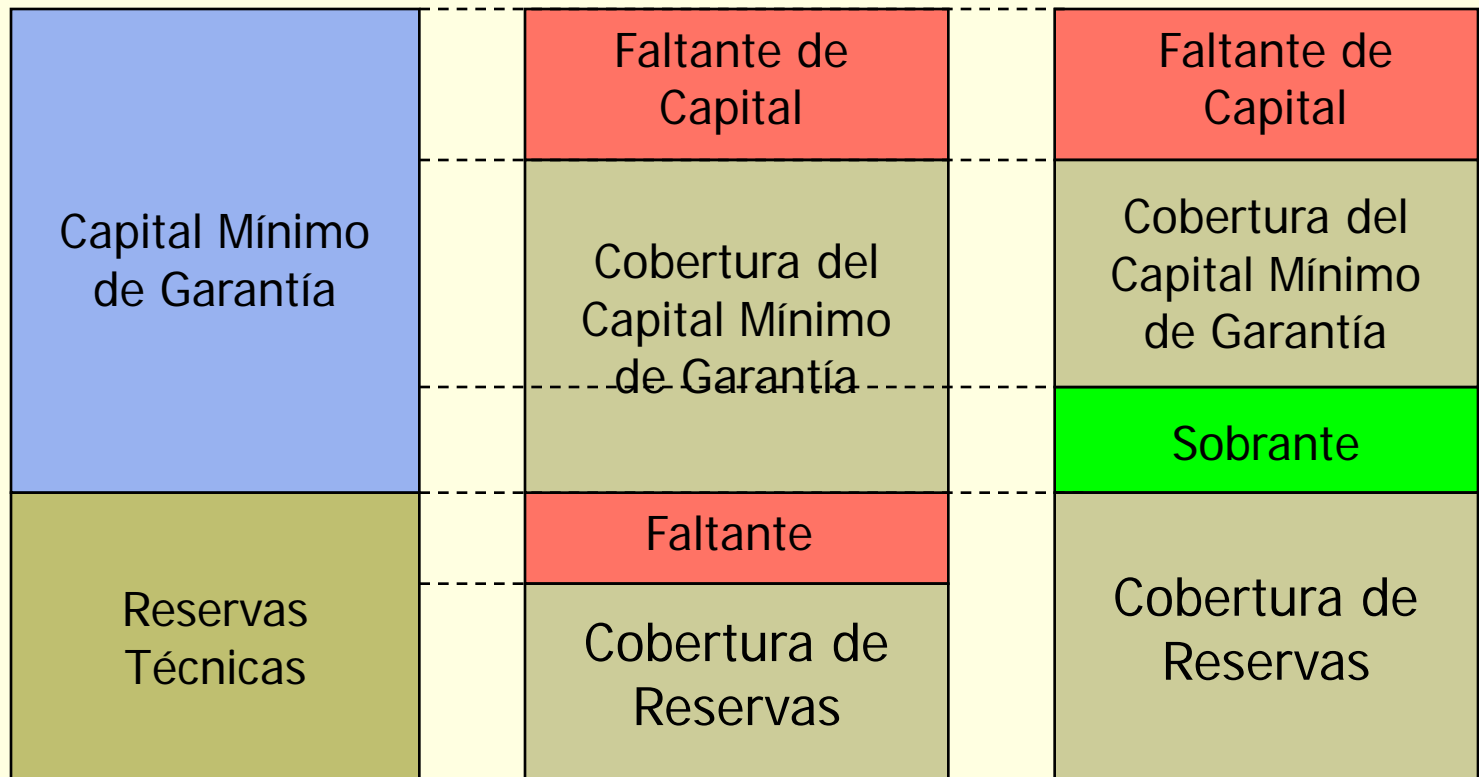 Capital Mínimo
de Garantía
Reservas
Técnicas
Faltante de
Capital
Cobertura del
Capital Mínimo
de Garantía
Faltante
Cobertura de
Reservas
Faltante de
Capital
Cobertura del
Capital Mínimo
de Garantía
Sobrante
Cobertura de
Reservas